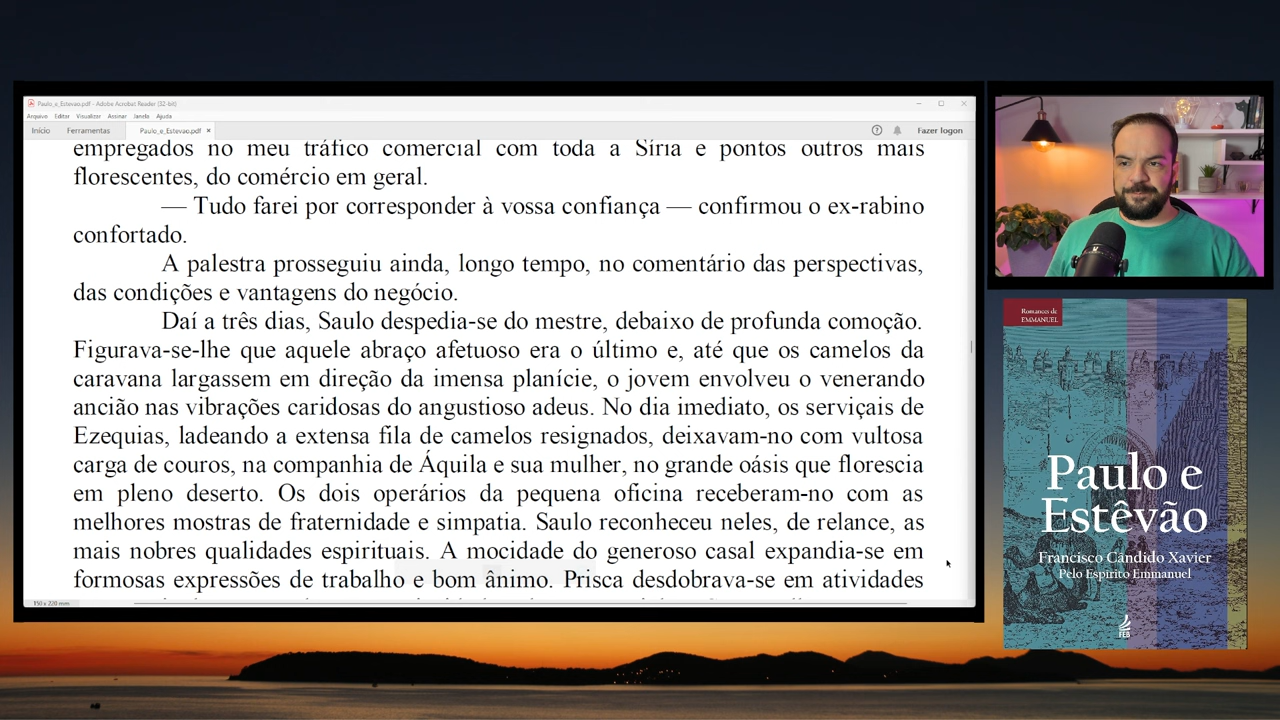 Paulo_e_Estevao.pdf - Adobe Acrobat Reader (32-bit)
Arquivo Editar Visualizar Assinar Janela Ajuda
Início Ferramentas Paulo_e_Estevao.pdf × Fazer logon
empregados no meu tráfico comercial com toda a Síria e pontos outros mais
florescentes, do comércio em geral.
— Tudo farei por corresponder à vossa confiança — confirmou o ex-rabino
confortado.
A palestra prosseguiu ainda, longo tempo, no comentário das perspectivas,
das condições e vantagens do negócio.
Daí a três dias, Saulo despedia-se do mestre, debaixo de profunda comoção.
Figurava-se-lhe que aquele abraço afetuoso era o último e, até que os camelos da
caravana largassem em direção da imensa planície, o jovem envolveu o venerando
ancião nas vibrações caridosas do angustioso adeus. No dia imediato, os serviçais de
Ezequias, ladeando a extensa fila de camelos resignados, deixavam-no com vultosa
carga de couros, na companhia de Áquila e sua mulher, no grande oásis que florescia
em pleno deserto. Os dois operários da pequena oficina receberam-no com as
melhores mostras de fraternidade e simpatia. Saulo reconheceu neles, de relance, as
mais nobres qualidades espirituais. A mocidade do generoso casal expandia-se em
formosas expressões de trabalho e bom ânimo. Prisca desdobrava-se em atividades
150 x 220 mm
Romances de
EMMANUEL
Paulo e
Estêvão
Francisco Cândido Xavier
Pelo Espírito Emmanuel
FEB